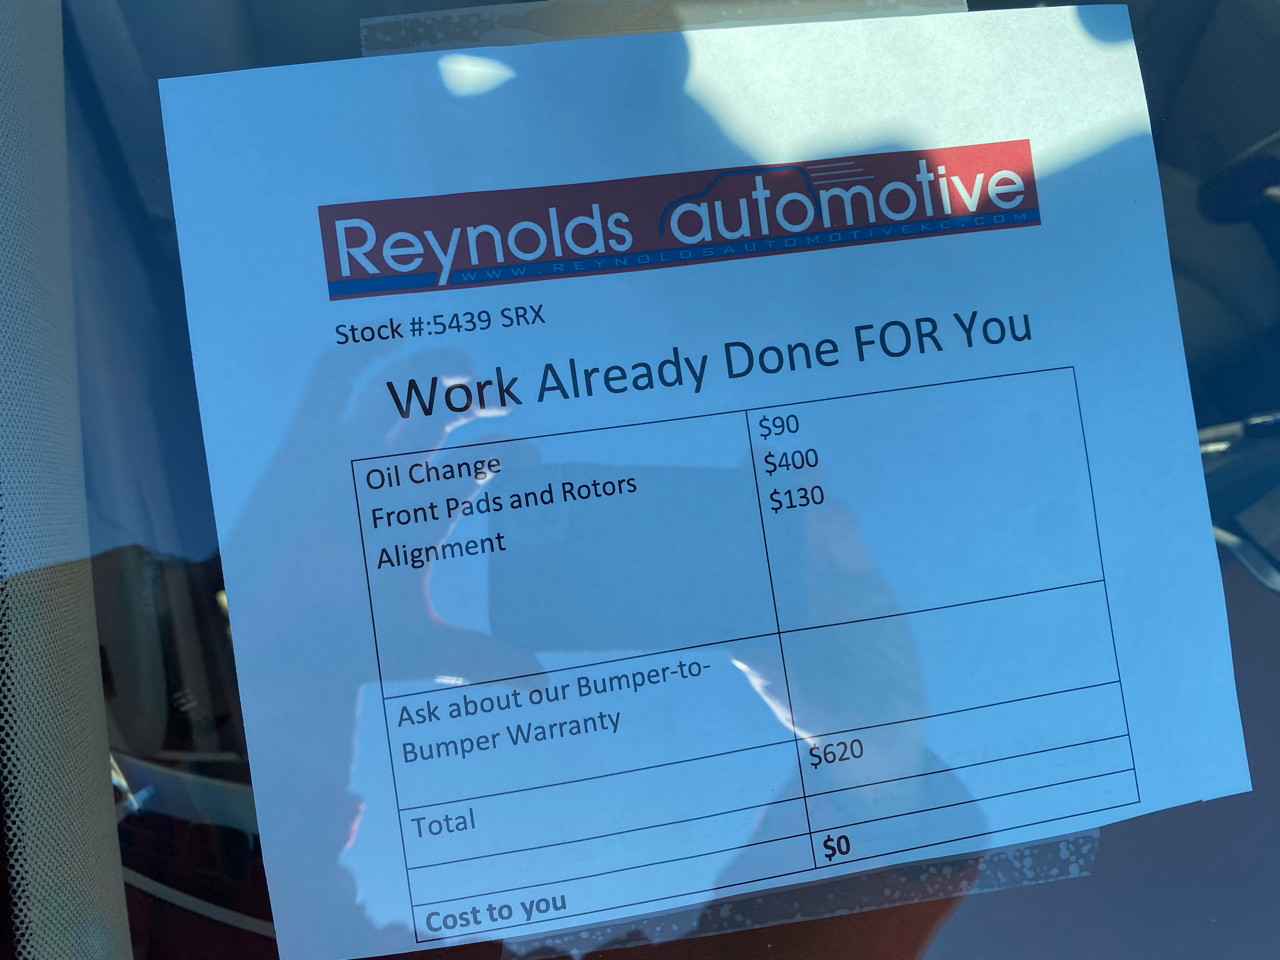 Reynolds automotive
WWW.REYNOLDSAUTOMOTIVEKC.COM
Stock #:5439 SRX
Work Already Done FOR You
Oil Change $90
Front Pads and Rotors $400
Alignment $130
Ask about our Bumper-to-
Bumper Warranty
Total $620
Cost to you $0